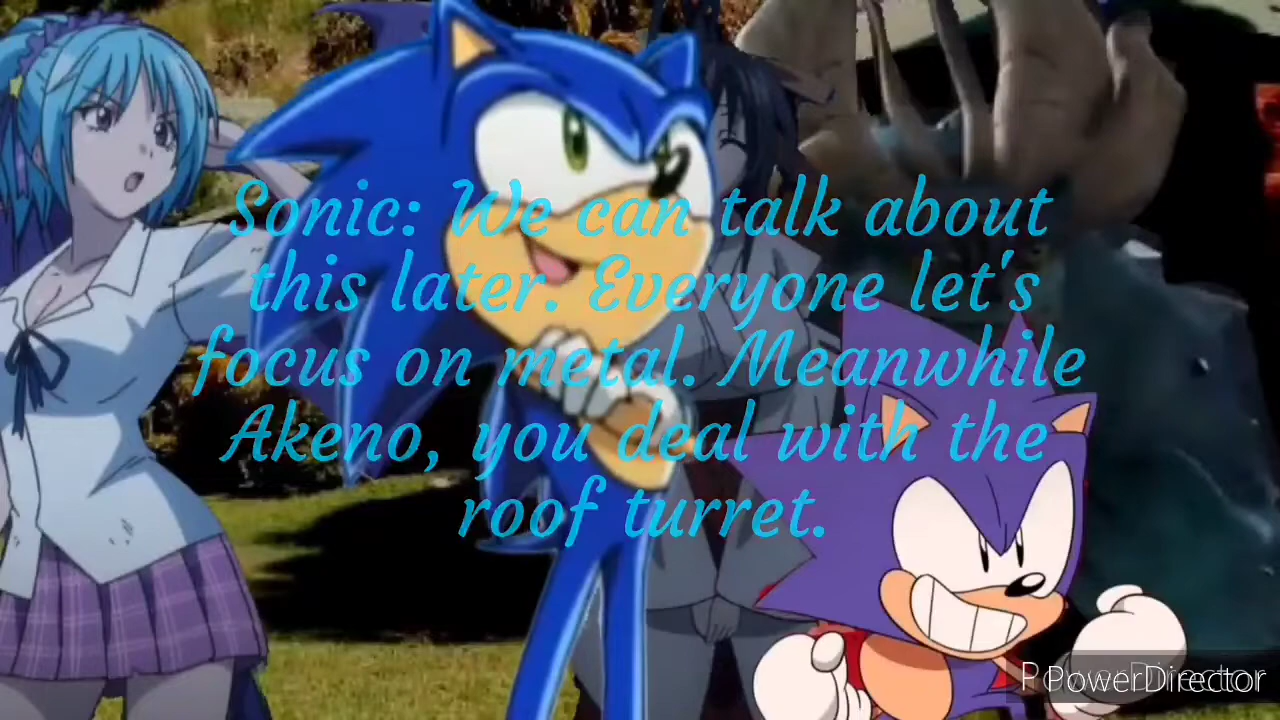 Sonic: We can talk about
this later. Everyone let's
focus on metal. Meanwhile
Akeno, you deal with the
roof turret.
PowerDirector